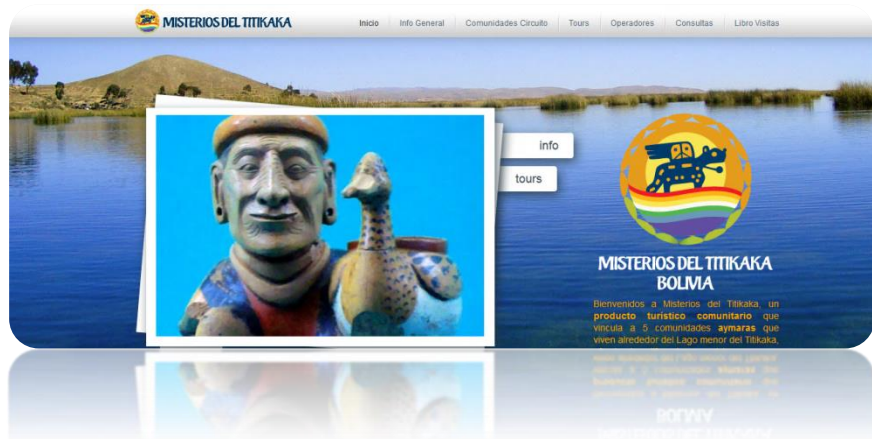 MISTERIOS DEL TITIKAKA
Inicio
Info General
Comunidades Circuito
Tours
Operadores
Consultas
Libro Visitas
info
tours
MISTERIOS DEL TITIKAKA
BOLIVIA
Bienvenidos a Misterios del Titikaka, un
producto turístico comunitario que
vincula a 5 comunidades aymaras que
viven alrededor del Lago menor del Titikaka,